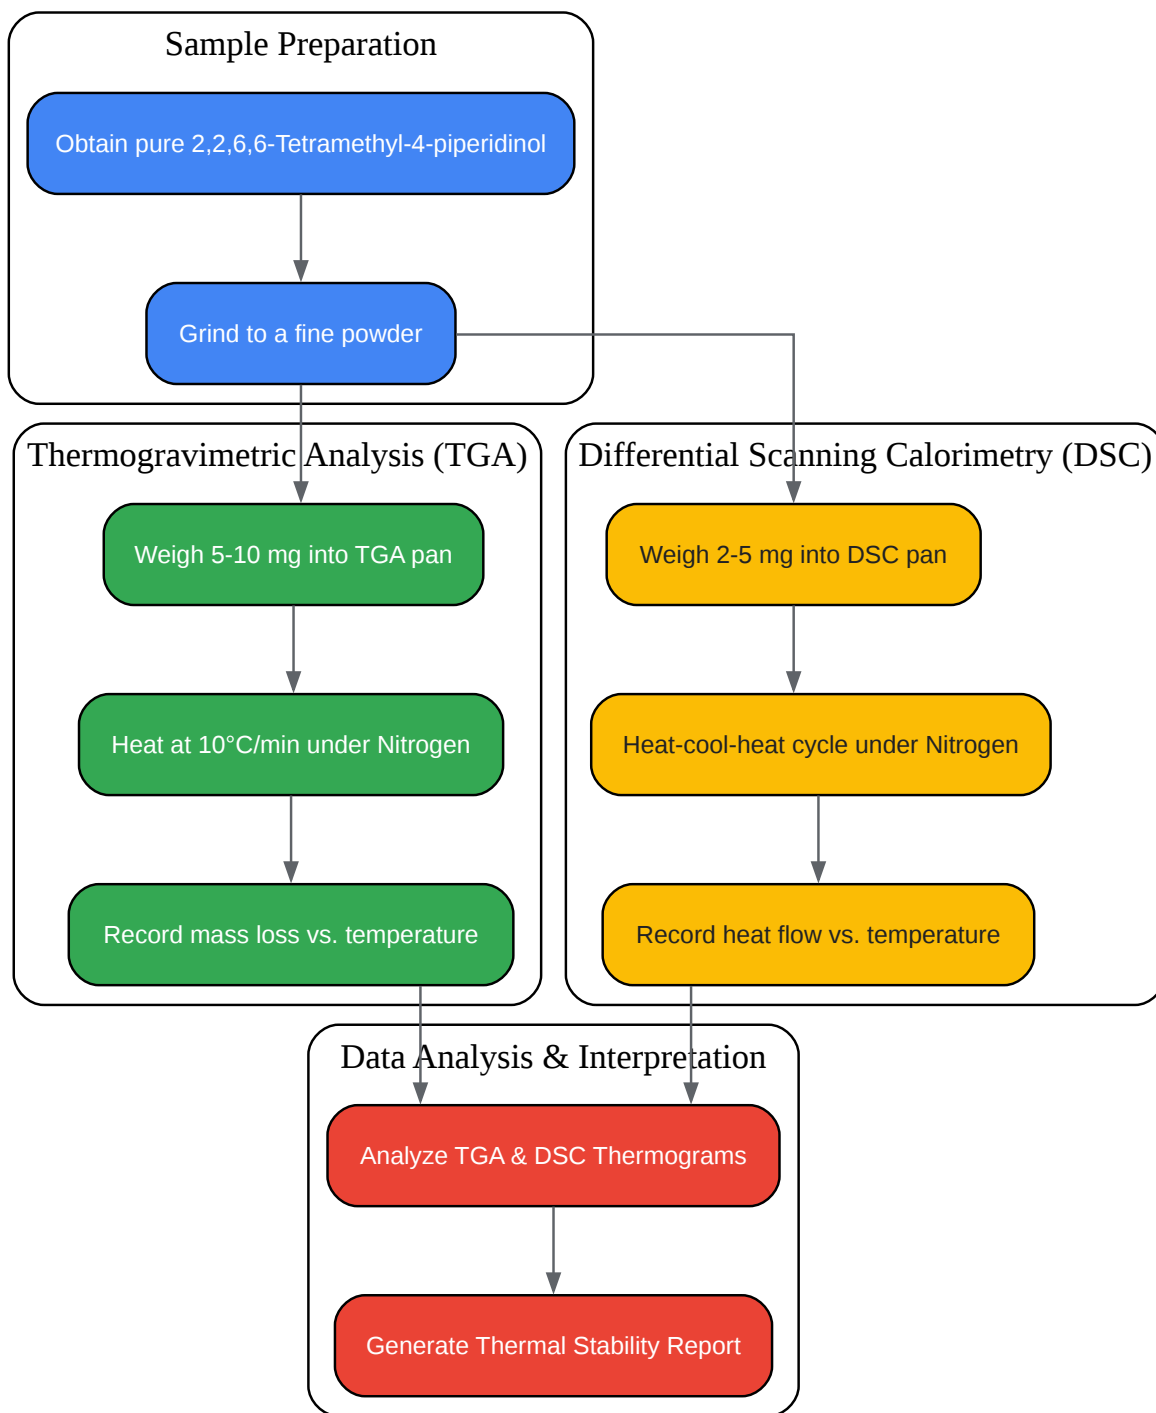 Sample Preparation
Obtain pure 2,2,6,6-Tetramethyl-4-piperidinol
Grind to a fine powder
Thermogravimetric Analysis (TGA)
Weigh 5-10 mg into TGA pan
Heat at 10°C/min under Nitrogen
Record mass loss vs. temperature
Differential Scanning Calorimetry (DSC)
Weigh 2-5 mg into DSC pan
Heat-cool-heat cycle under Nitrogen
Record heat flow vs. temperature
Data Analysis & Interpretation
Analyze TGA & DSC Thermograms
Generate Thermal Stability Report